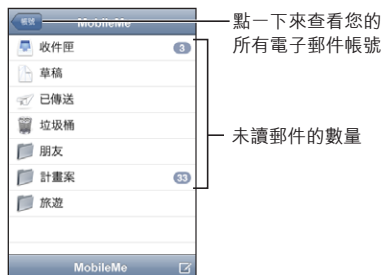 帳號
MobileMe
點一下來查看您的
所有電子郵件帳號
收件匣
3
草稿
已傳送
垃圾桶
朋友
計畫案
33
旅遊
未讀郵件的數量
MobileMe